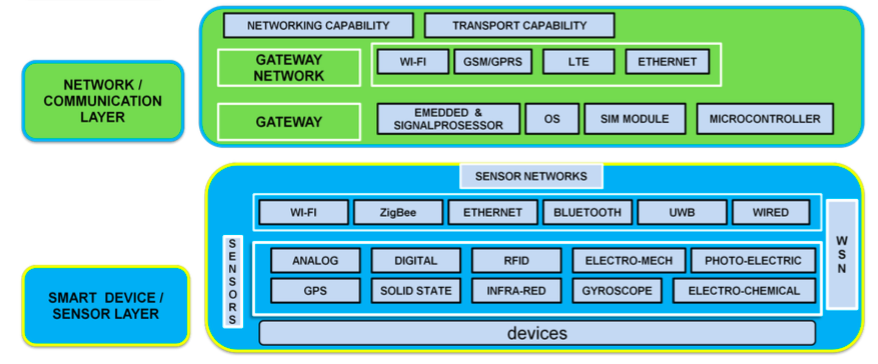 NETWORKING CAPABILITY
TRANSPORT CAPABILITY
NETWORK /
COMMUNICATION
LAYER
GATEWAY
NETWORK
WI-FI
GSM/GPRS
LTE
ETHERNET
GATEWAY
EMEDDED &
SIGNALPROSESSOR
OS
SIM MODULE
MICROCONTROLLER
SENSOR NETWORKS
WI-FI
ZigBee
ETHERNET
BLUETOOTH
UWB
WIRED
WSN
SENSORS
ANALOG
DIGITAL
RFID
ELECTRO-MECH
PHOTO-ELECTRIC
GPS
SOLID STATE
INFRA-RED
GYROSCOPE
ELECTRO-CHEMICAL
SMART DEVICE /
SENSOR LAYER
devices